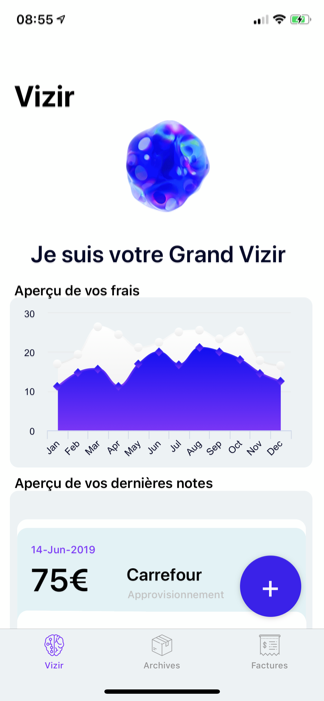 08:55
Vizir
Je suis votre Grand Vizir
Aperçu de vos frais
30
20
10
0
Jan Feb Mar Apr May Jun Jul Aug Sep Oct Nov Dec
Aperçu de vos dernières notes
14-Jun-2019
75€ Carrefour
Approvisionnement
+
Vizir Archives Factures